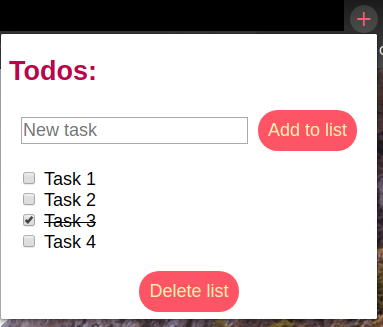 Todos:
New task Add to list
Task 1
Task 2
Task 3
Task 4
Delete list